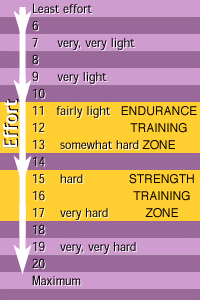 Least effort
6
7 very, very light
8
9 very light
10
11 fairly light ENDURANCE
12 TRAINING
13 somewhat hard ZONE
14
15 hard STRENGTH
16 TRAINING
17 very hard ZONE
18
19 very, very hard
20
Maximum
Effort